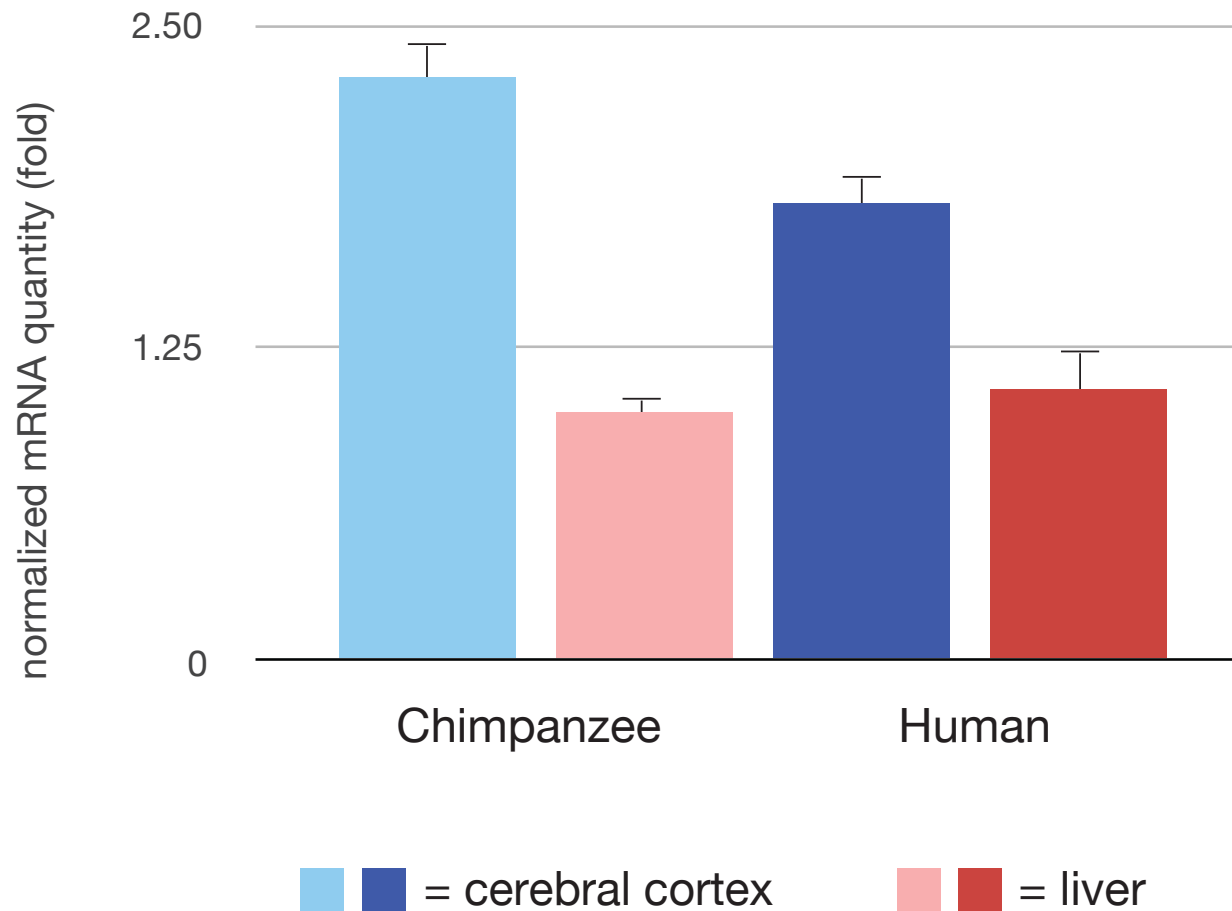 normalized mRNA quantity (fold)
2.50
1.25
0
Chimpanzee
Human
= cerebral cortex
= liver